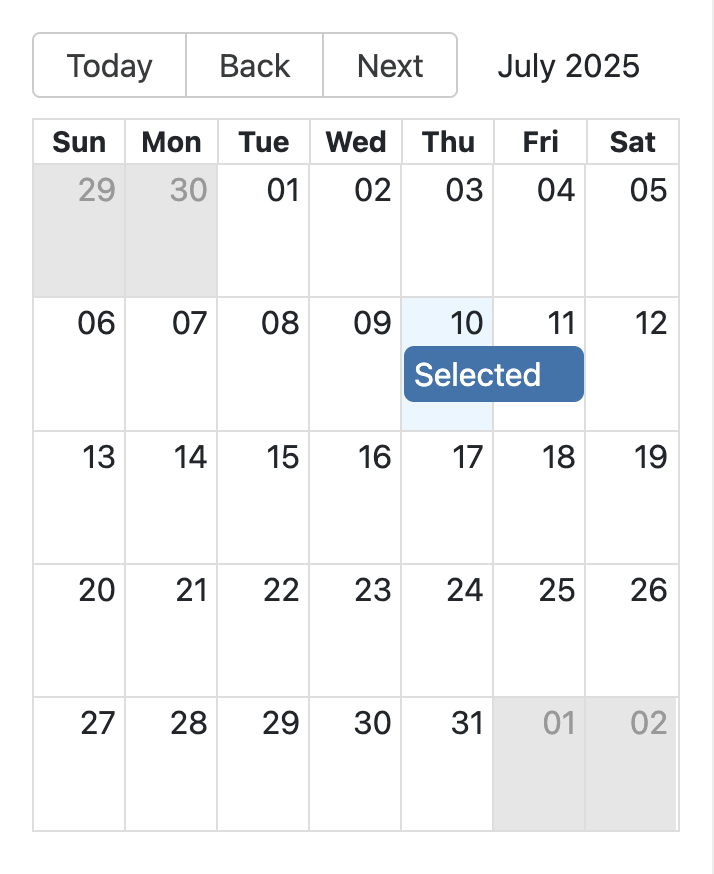 Today Back Next July 2025
Sun Mon Tue Wed Thu Fri Sat
29 30 01 02 03 04 05
06 07 08 09 10 11 12
Selected
13 14 15 16 17 18 19
20 21 22 23 24 25 26
27 28 29 30 31 01 02